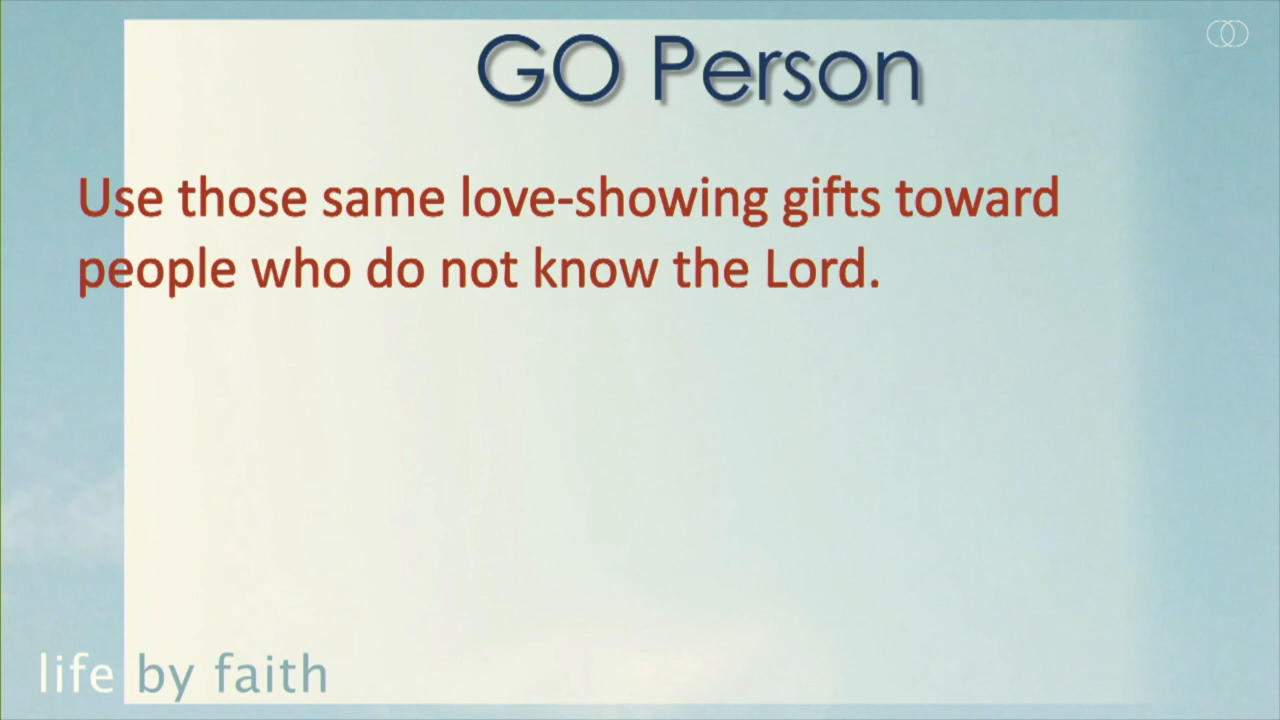 GO Person
Use those same love-showing gifts toward
people who do not know the Lord.
life by faith